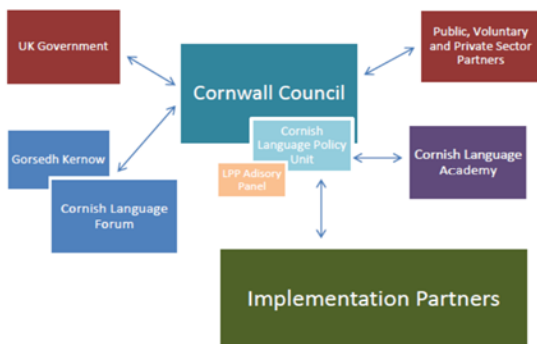 UK Government
Public, Voluntary
and Private Sector
Partners
Cornwall Council
Cornish
Language Policy
Unit
LPP Adisory
Panel
Gorsedh Kernow
Cornish Language
Forum
Cornish Language
Academy
Implementation Partners